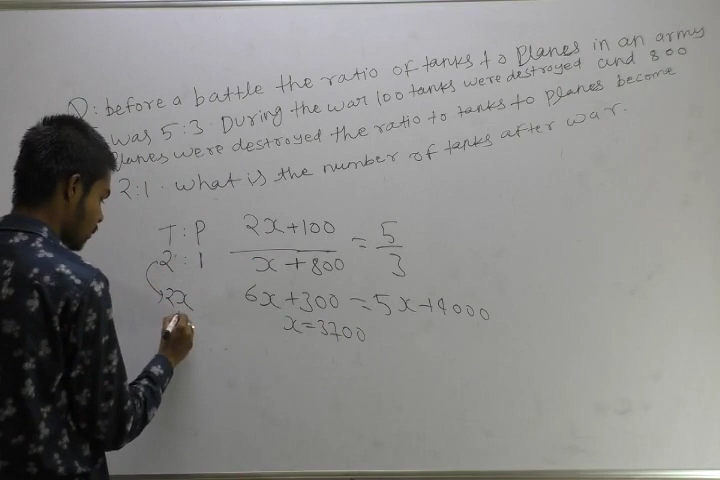 Q: before a battle the ratio of tanks to Planes in an army
was 5:3. During the war 100 tanks were destroyed and 800
Planes were destroyed the ratio to tanks to planes become
2:1. what is the number of tanks after war.
T:P 2x+100 / x+800 = 5/3
2:1
2x 6x+300 = 5x+4000
x=3700